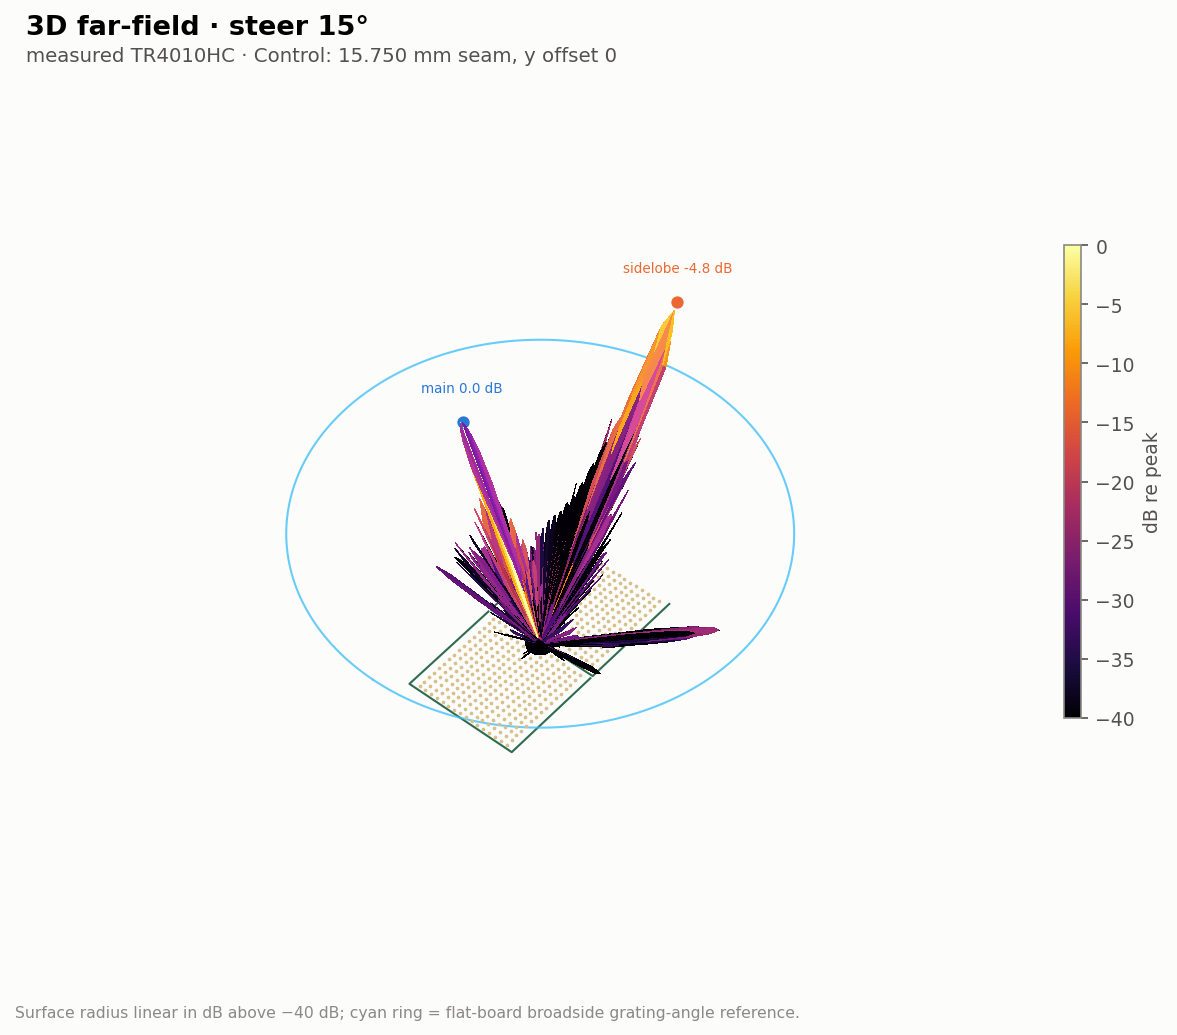 3D far-field · steer 15°
measured TR4010HC · Control: 15.750 mm seam, y offset 0
sidelobe -4.8 dB
main 0.0 dB
0
−5
−10
−15
−20
−25
−30
−35
−40
dB re peak
Surface radius linear in dB above −40 dB; cyan ring = flat-board broadside grating-angle reference.